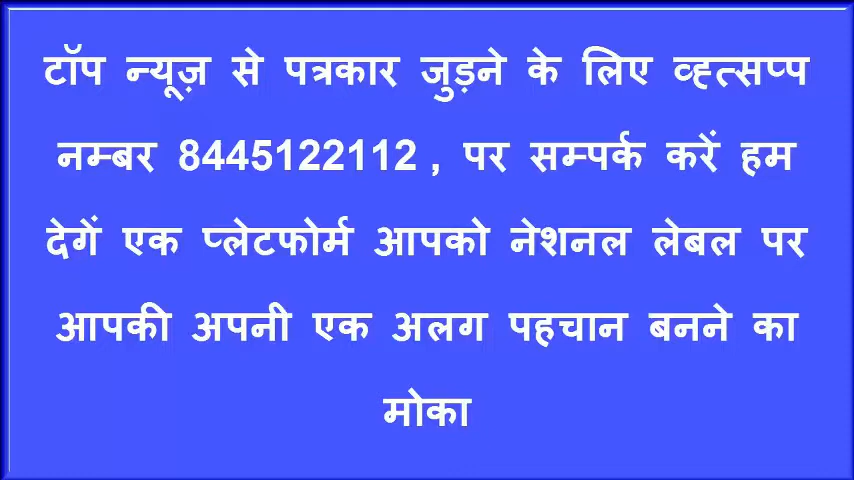 टॉप न्यूज़ से पत्रकार जुड़ने के लिए व्ह्त्सप्प
नम्बर 8445122112 , पर सम्पर्क करें हम
देगें एक प्लेटफोर्म आपको नेशनल लेबल पर
आपकी अपनी एक अलग पहचान बनने का
मोका